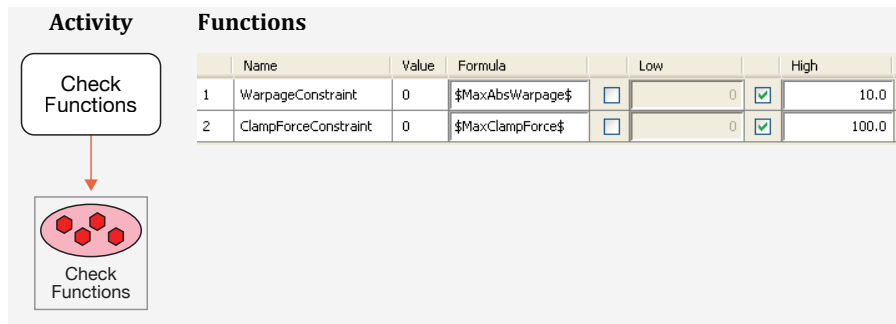 Activity
Functions
Check
Functions
Name Value Formula Low High
1 WarpageConstraint 0 $MaxAbsWarpage$ 0 10.0
2 ClampForceConstraint 0 $MaxClampForce$ 0 100.0
Check
Functions